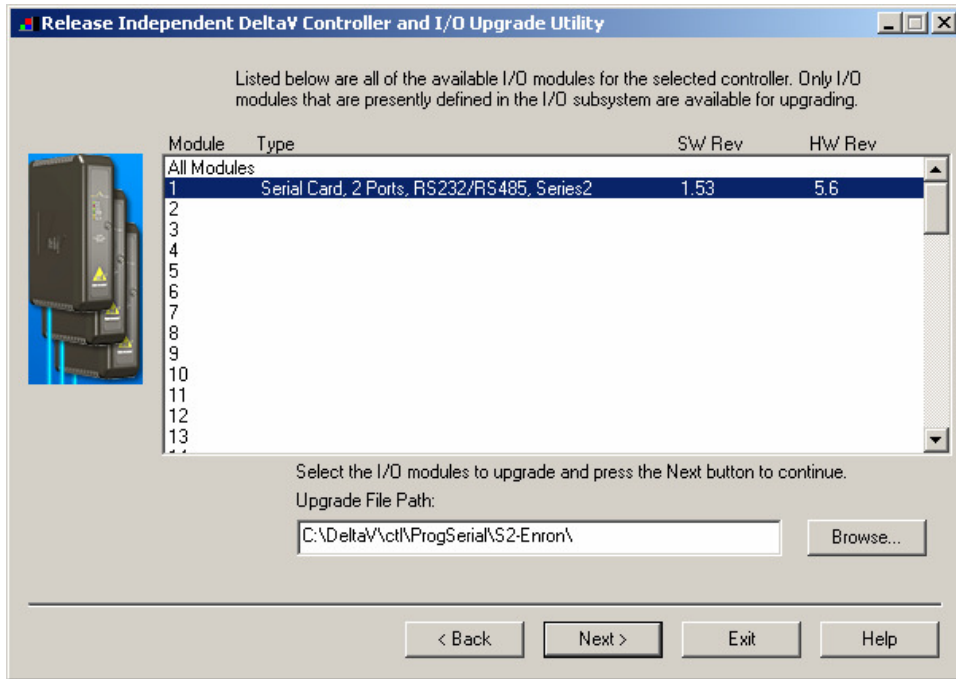 Release Independent DeltaV Controller and I/O Upgrade Utility
Listed below are all of the available I/O modules for the selected controller. Only I/O
modules that are presently defined in the I/O subsystem are available for upgrading.
Module Type SW Rev HW Rev
All Modules
1 Serial Card, 2 Ports, RS232/RS485, Series2 1.53 5.6
2
3
4
5
6
7
8
9
10
11
12
13
Select the I/O modules to upgrade and press the Next button to continue.
Upgrade File Path:
C:\DeltaV\ctl\ProgSerial\S2-Enron\
Browse...
< Back
Next >
Exit
Help